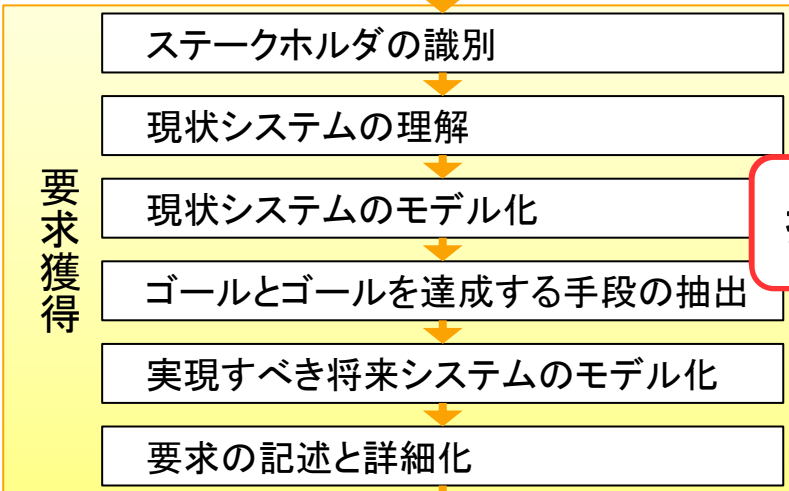 ステークホルダの識別
現状システムの理解
現状システムのモデル化
ゴールとゴールを達成する手段の抽出
実現すべき将来システムのモデル化
要求の記述と詳細化
要求獲得